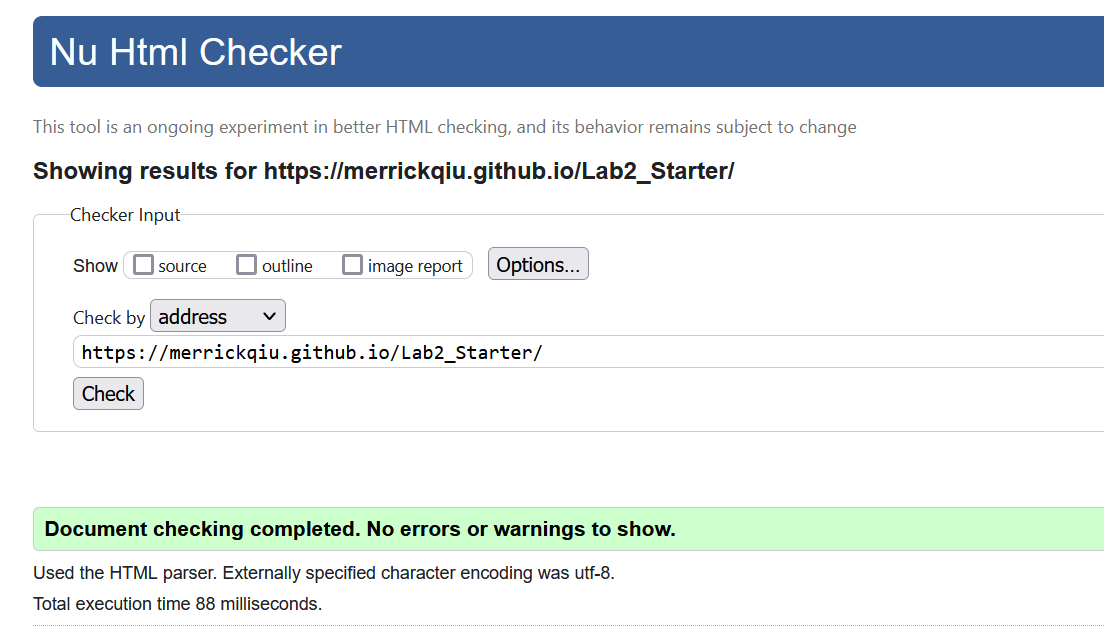 Nu Html Checker
This tool is an ongoing experiment in better HTML checking, and its behavior remains subject to change
Showing results for https://merrickqiu.github.io/Lab2_Starter/
Checker Input
Show source outline image report Options...
Check by address
https://merrickqiu.github.io/Lab2_Starter/
Check
Document checking completed. No errors or warnings to show.
Used the HTML parser. Externally specified character encoding was utf-8.
Total execution time 88 milliseconds.